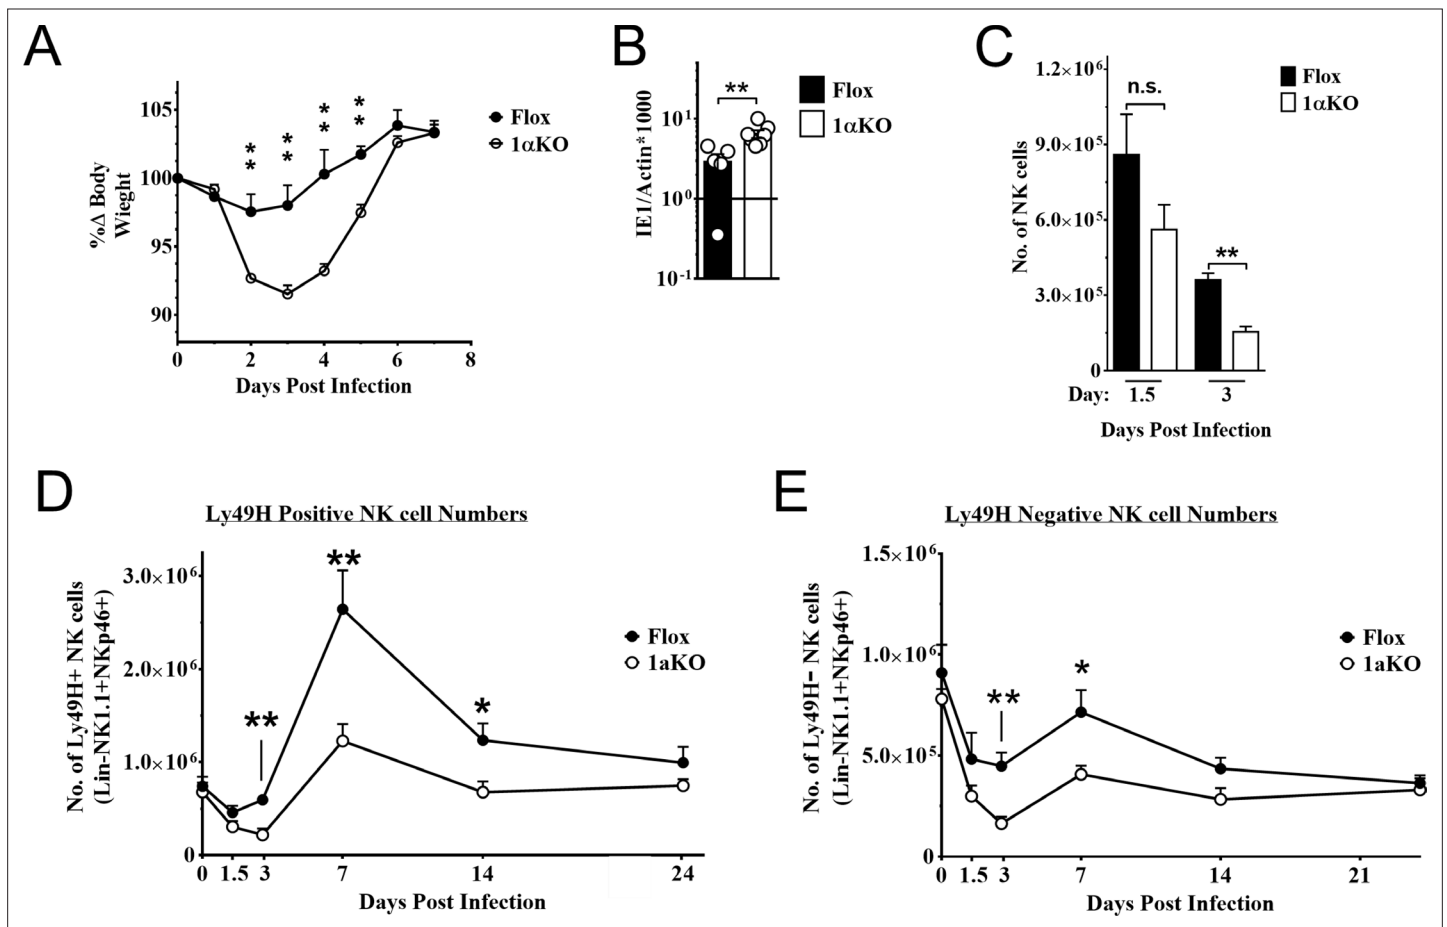 A
105
100
95
90
%Δ Body
Wieght
* *
* *
* *
* *
Flox
1αKO
0 2 4 6 8
Days Post Infection
B
IE1/Actin*1000
10¹
10⁰
10⁻¹
**
Flox
1αKO
C
No. of NK cells
1.2×10⁶
9.0×10⁵
6.0×10⁵
3.0×10⁵
0
n.s.
**
Flox
1αKO
Day: 1.5 3
Days Post Infection
D
Ly49H Positive NK cell Numbers
No. of Ly49H+ NK cells
(Lin-NK1.1+NKp46+)
3.0×10⁶
2.0×10⁶
1.0×10⁶
0
**
**
*
Flox
1aKO
0 1.5 3 7 14 24
Days Post Infection
E
Ly49H Negative NK cell Numbers
No. of Ly49H- NK cells
(Lin-NK1.1+NKp46+)
1.5×10⁶
1.0×10⁶
5.0×10⁵
0
**
*
Flox
1aKO
0 1.5 3 7 14 21
Days Post Infection